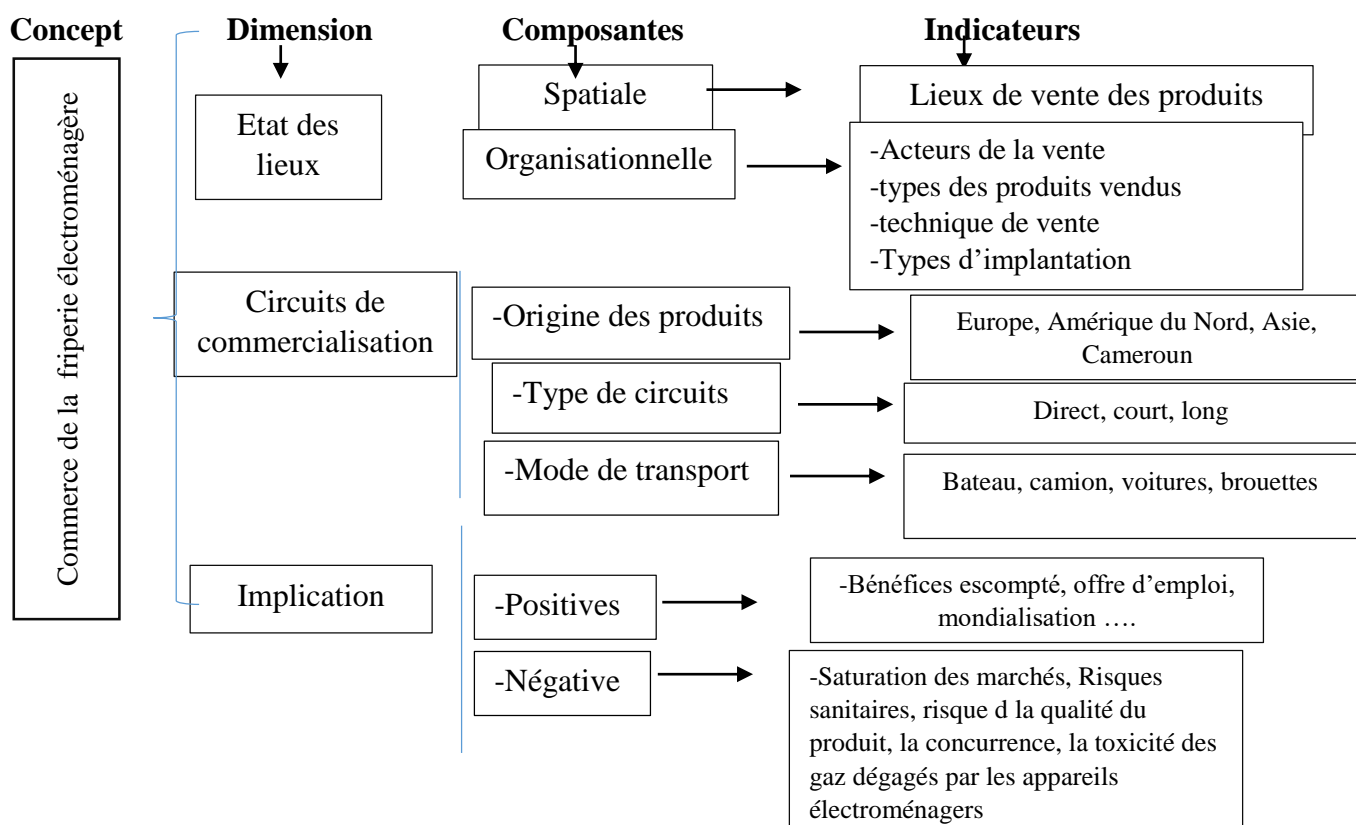 Concept Dimension Composantes Indicateurs
Commerce de la friperie électroménagère
Etat des
lieux
Spatiale
Lieux de vente des produits
Organisationnelle
-Acteurs de la vente
-types des produits vendus
-technique de vente
-Types d’implantation
Circuits de
commercialisation
-Origine des produits
Europe, Amérique du Nord, Asie,
Cameroun
-Type de circuits
Direct, court, long
-Mode de transport
Bateau, camion, voitures, brouettes
Implication
-Positives
-Bénéfices escompté, offre d’emploi,
mondialisation ….
-Négative
-Saturation des marchés, Risques
sanitaires, risque d la qualité du
produit, la concurrence, la toxicité des
gaz dégagés par les appareils
électroménagers